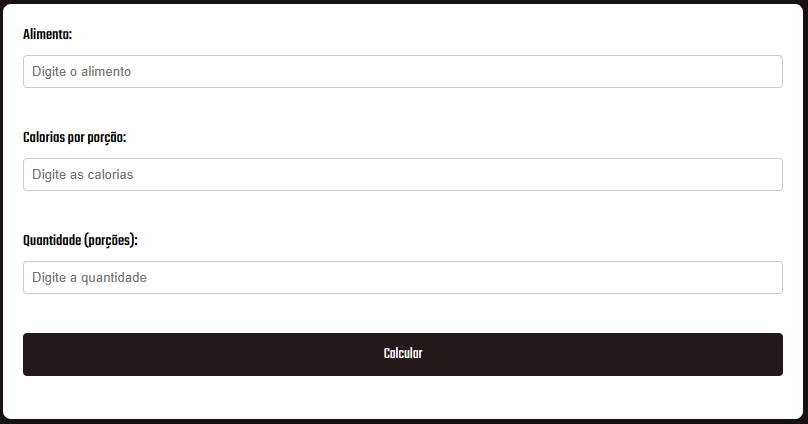 Alimento:
Digite o alimento
Calorias por porção:
Digite as calorias
Quantidade (porções):
Digite a quantidade
Calcular